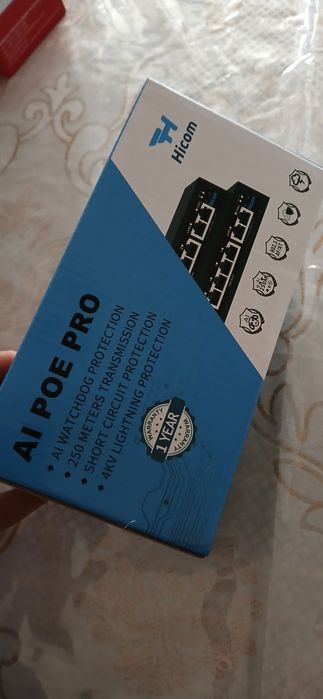 Hicom
AI POE PRO
AI WATCHDOG PROTECTION
250 METERS TRANSMISSION
SHORT CIRCUIT PROTECTION
4KV LIGHTNING PROTECTION
WARRANTY
1 YEAR
WARRANTY